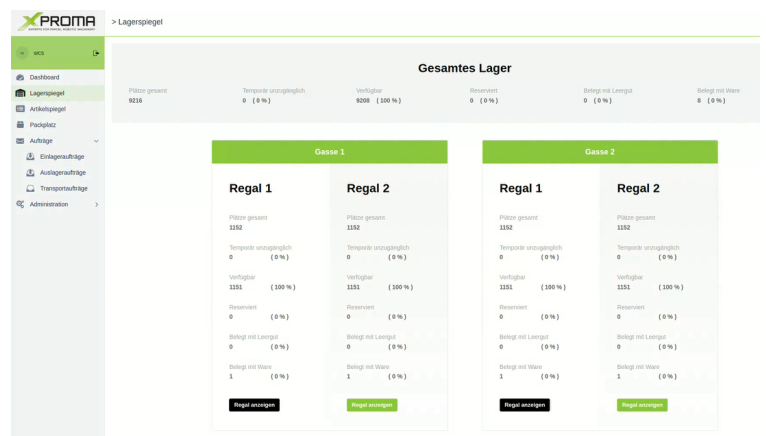 XPROMA
EXPERTS FOR PARCEL ROBOTIC MACHINERY
> Lagerspiegel
wcs
Dashboard
Lagerspiegel
Artikelspiegel
Packplatz
Aufträge
Einlageraufträge
Auslageraufträge
Transportaufträge
Administration
Gesamtes Lager
Plätze gesamt Temporär unzugänglich Verfügbar Reserviert Belegt mit Leergut Belegt mit Ware
9216 0 ( 0 % ) 9208 ( 100 % ) 0 ( 0 % ) 0 ( 0 % ) 8 ( 0 % )
Gasse 1
Regal 1 Regal 2
Plätze gesamt Plätze gesamt
1152 1152
Temporär unzugänglich Temporär unzugänglich
0 ( 0 % ) 0 ( 0 % )
Verfügbar Verfügbar
1151 ( 100 % ) 1151 ( 100 % )
Reserviert Reserviert
0 ( 0 % ) 0 ( 0 % )
Belegt mit Leergut Belegt mit Leergut
0 ( 0 % ) 0 ( 0 % )
Belegt mit Ware Belegt mit Ware
1 ( 0 % ) 1 ( 0 % )
Regal anzeigen Regal anzeigen
Gasse 2
Regal 1 Regal 2
Plätze gesamt Plätze gesamt
1152 1152
Temporär unzugänglich Temporär unzugänglich
0 ( 0 % ) 0 ( 0 % )
Verfügbar Verfügbar
1151 ( 100 % ) 1151 ( 100 % )
Reserviert Reserviert
0 ( 0 % ) 0 ( 0 % )
Belegt mit Leergut Belegt mit Leergut
0 ( 0 % ) 0 ( 0 % )
Belegt mit Ware Belegt mit Ware
1 ( 0 % ) 1 ( 0 % )
Regal anzeigen Regal anzeigen